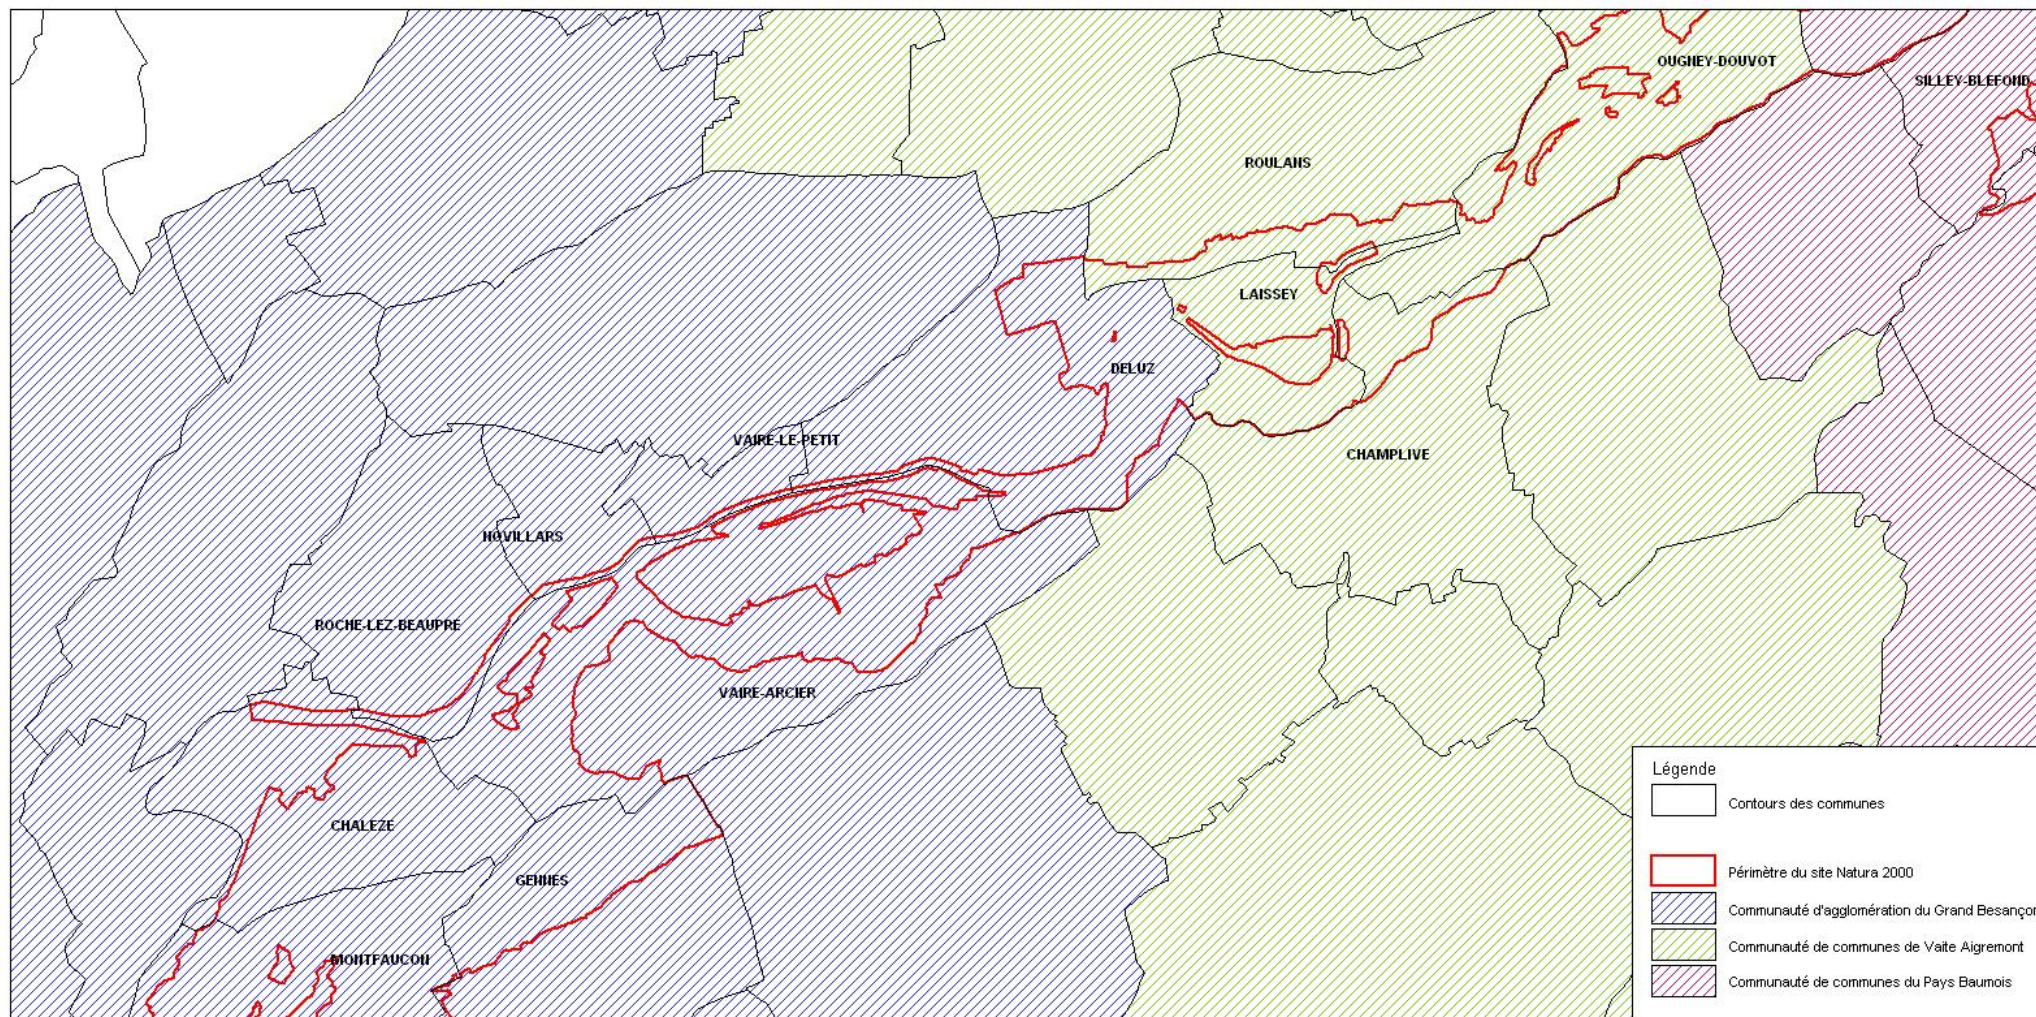 OUGNEY-DOUVOT
SILLEY-BLEFOND
ROULANS
LAISSEY
DELUZ
VAIRE-LE-PETIT
CHAMPLIVE
NOVILLARS
ROCHE-LEZ-BEAUPRE
VAIRE-ARCIER
CHALEZE
GENNES
MONTFAUCON
Légende
Contours des communes
Périmètre du site Natura 2000
Communauté d'agglomération du Grand Besançon
Communauté de communes de Vaite Aigremont
Communauté de communes du Pays Baumois